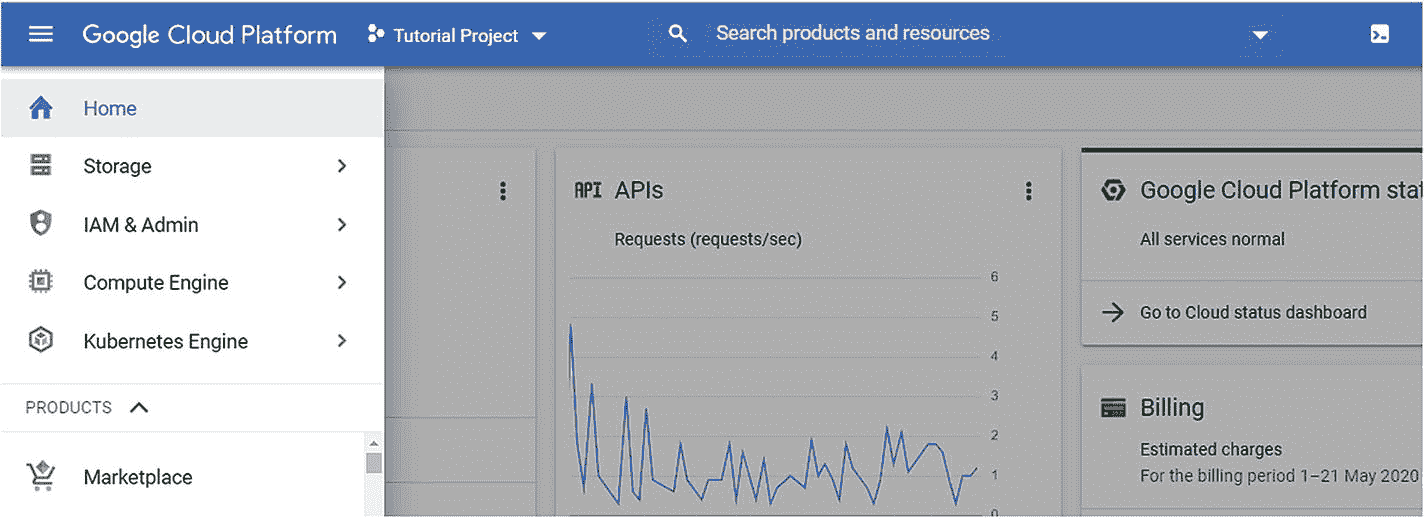 Google Cloud Platform
Tutorial Project
Search products and resources
Home
Storage
IAM & Admin
Compute Engine
Kubernetes Engine
PRODUCTS
Marketplace
API APIs
Requests (requests/sec)
6
5
4
3
2
1
0
Google Cloud Platform stat
All services normal
Go to Cloud status dashboard
Billing
Estimated charges
For the billing period 1–21 May 2020